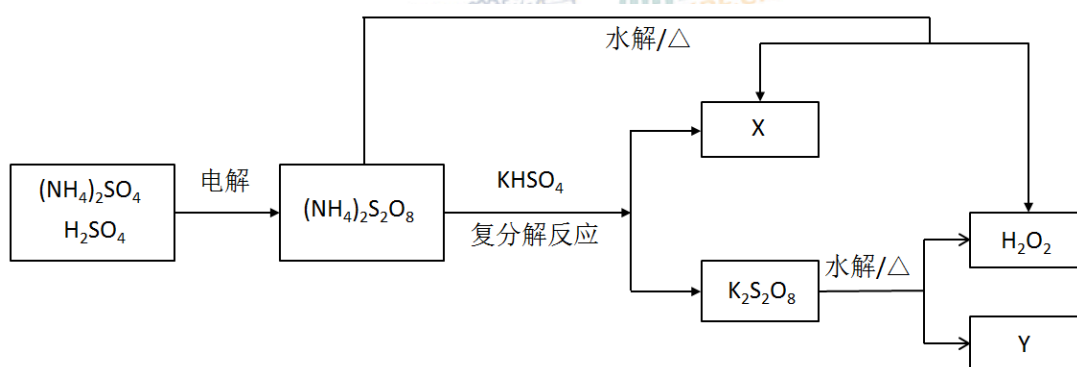 水解/△
X
(NH₄)₂SO₄
H₂SO₄
电解
(NH₄)₂S₂O₈
KHSO₄
复分解反应
H₂O₂
K₂S₂O₈
水解/△
Y